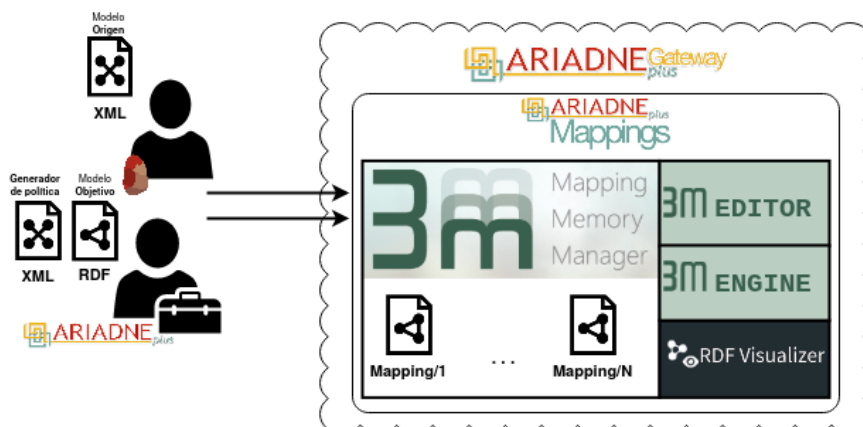 Modelo
Origen
XML
Generador
de política
Modelo
Objetivo
XML
RDF
ARIADNE
plus
ARIADNE
plus
Gateway
ARIADNE
plus
Mappings
3m
Mapping
Memory
Manager
Mapping/1
...
Mapping/N
3M EDITOR
3M ENGINE
RDF Visualizer